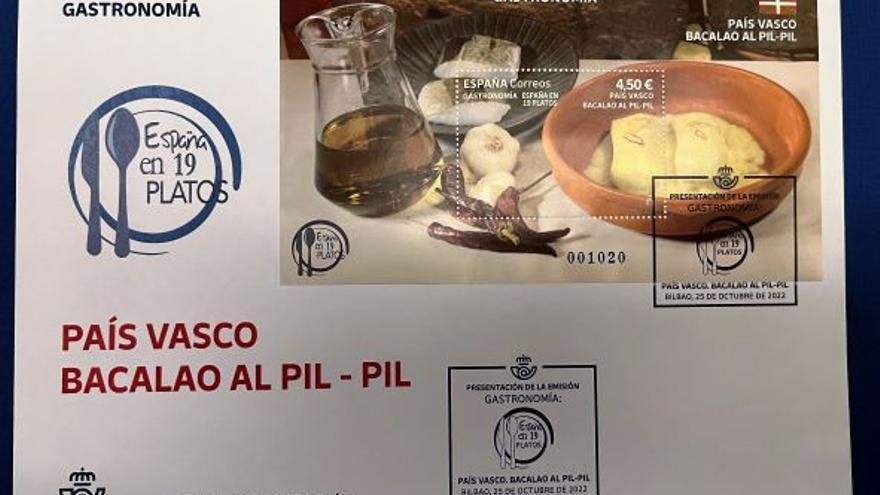 GASTRONOMÍA
GASTRONOMÍA
PAÍS VASCO
BACALAO AL PIL-PIL
ESPAÑA Correos
GASTRONOMÍA ESPAÑA EN
19 PLATOS
4,50 €
PAÍS VASCO
BACALAO AL PIL-PIL
España
en 19
PLATOS
España
en 19
PLATOS
001020
PRESENTACIÓN DE LA EMISIÓN
GASTRONOMÍA:
España
en 19
PLATOS
PAÍS VASCO. BACALAO AL PIL-PIL
BILBAO, 25 DE OCTUBRE DE 2022
PAÍS VASCO
BACALAO AL PIL - PIL
PRESENTACIÓN DE LA EMISIÓN
GASTRONOMÍA:
España
en 19
PLATOS
PAÍS VASCO. BACALAO AL PIL-PIL
BILBAO, 25 DE OCTUBRE DE 2022